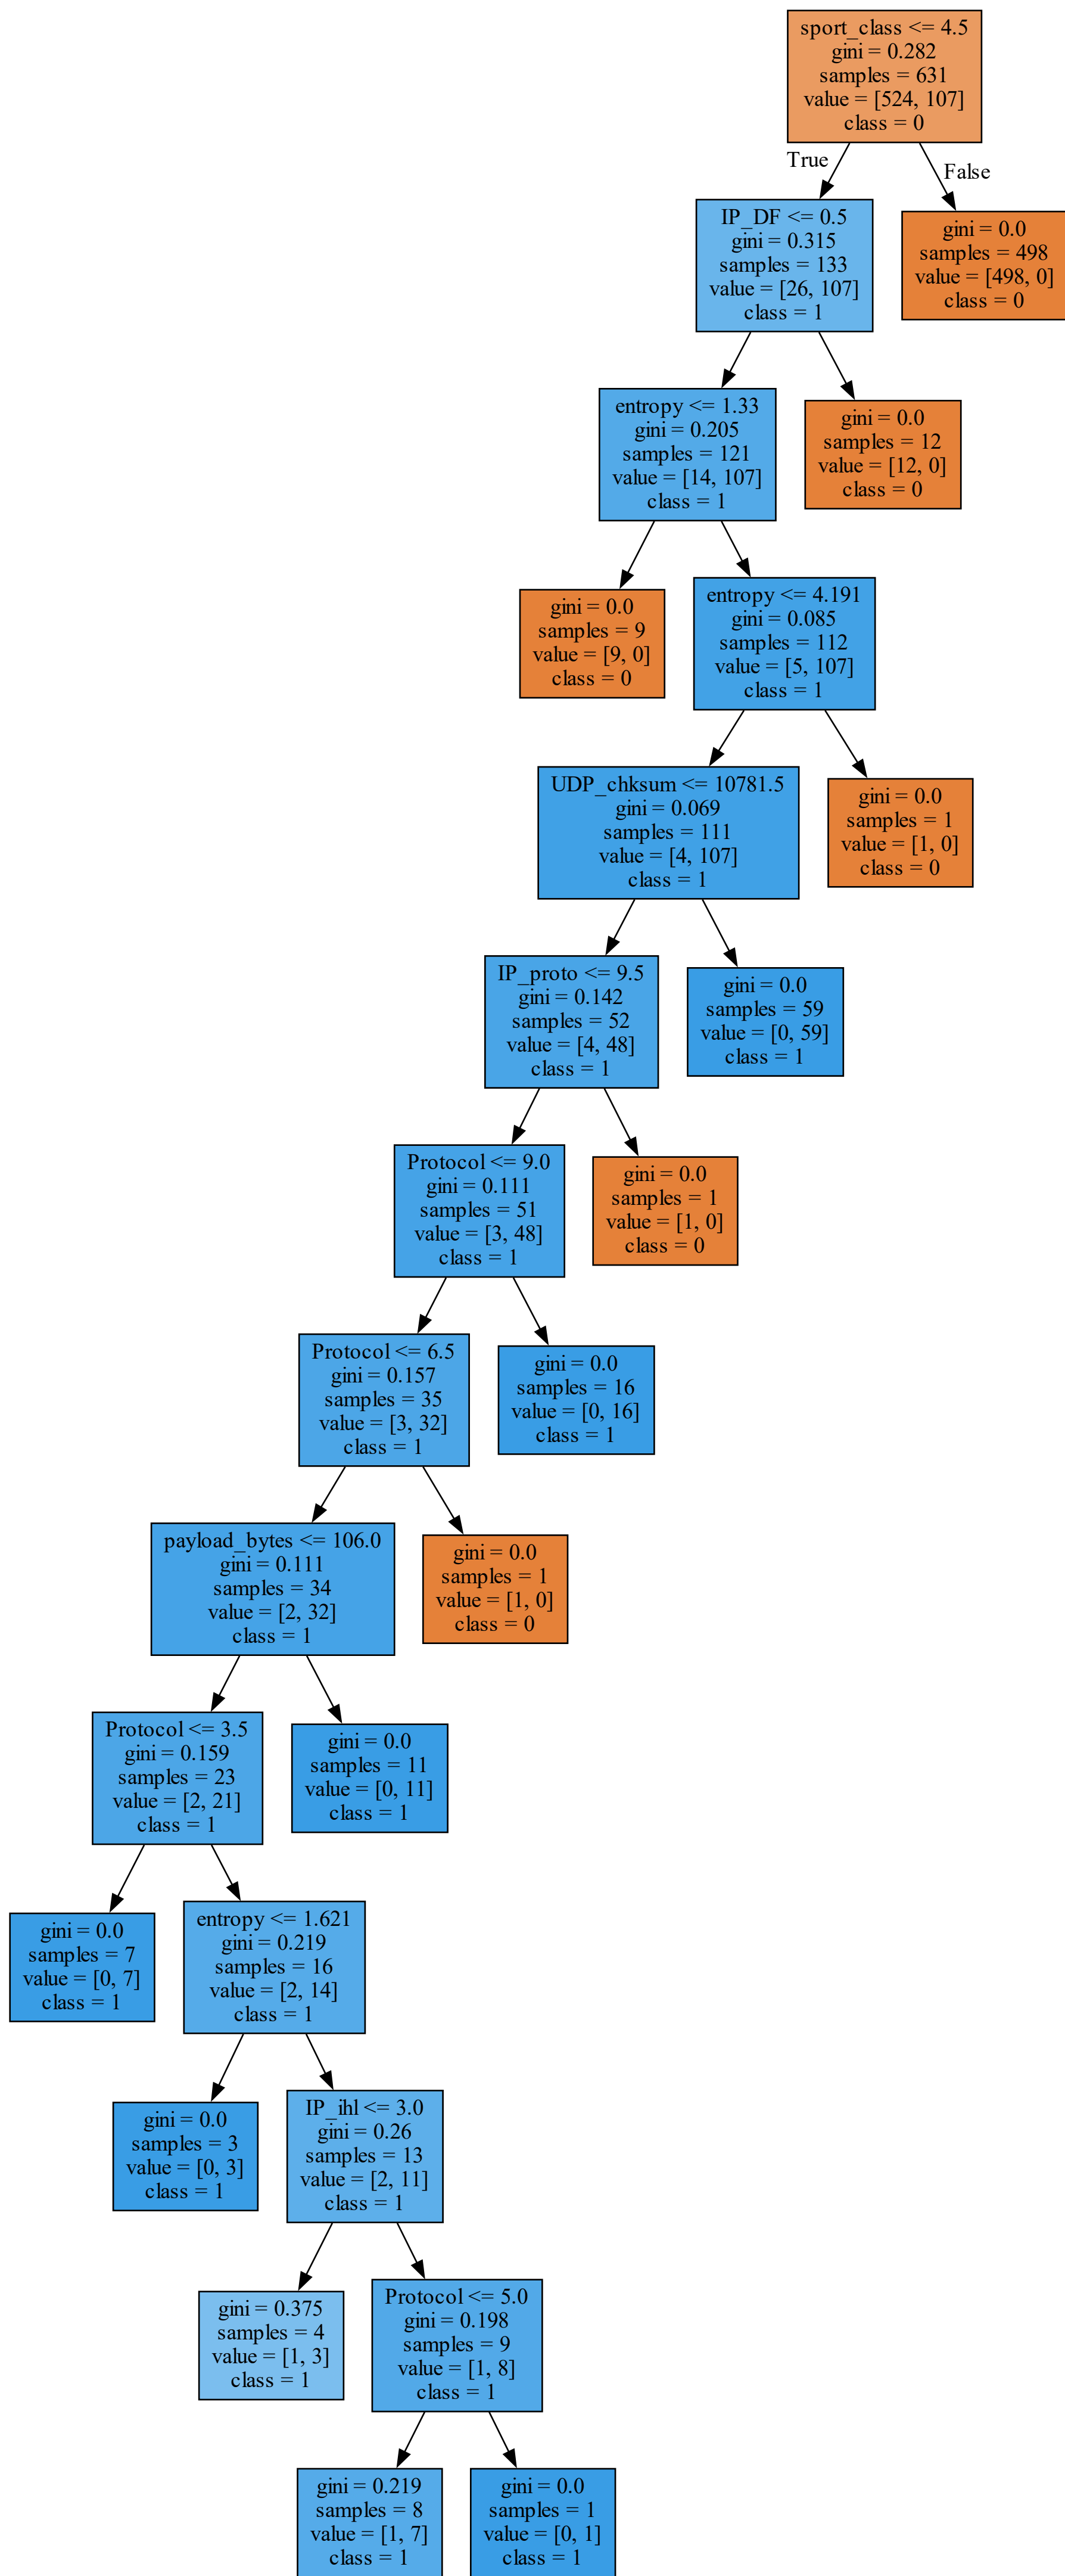 sport_class <= 4.5
gini = 0.282
samples = 631
value = [524, 107]
class = 0
True
False
IP_DF <= 0.5
gini = 0.315
samples = 133
value = [26, 107]
class = 1
gini = 0.0
samples = 498
value = [498, 0]
class = 0
entropy <= 1.33
gini = 0.205
samples = 121
value = [14, 107]
class = 1
gini = 0.0
samples = 12
value = [12, 0]
class = 0
gini = 0.0
samples = 9
value = [9, 0]
class = 0
entropy <= 4.191
gini = 0.085
samples = 112
value = [5, 107]
class = 1
UDP_chksum <= 10781.5
gini = 0.069
samples = 111
value = [4, 107]
class = 1
gini = 0.0
samples = 1
value = [1, 0]
class = 0
IP_proto <= 9.5
gini = 0.142
samples = 52
value = [4, 48]
class = 1
gini = 0.0
samples = 59
value = [0, 59]
class = 1
Protocol <= 9.0
gini = 0.111
samples = 51
value = [3, 48]
class = 1
gini = 0.0
samples = 1
value = [1, 0]
class = 0
Protocol <= 6.5
gini = 0.157
samples = 35
value = [3, 32]
class = 1
gini = 0.0
samples = 16
value = [0, 16]
class = 1
payload_bytes <= 106.0
gini = 0.111
samples = 34
value = [2, 32]
class = 1
gini = 0.0
samples = 1
value = [1, 0]
class = 0
Protocol <= 3.5
gini = 0.159
samples = 23
value = [2, 21]
class = 1
gini = 0.0
samples = 11
value = [0, 11]
class = 1
gini = 0.0
samples = 7
value = [0, 7]
class = 1
entropy <= 1.621
gini = 0.219
samples = 16
value = [2, 14]
class = 1
gini = 0.0
samples = 3
value = [0, 3]
class = 1
IP_ihl <= 3.0
gini = 0.26
samples = 13
value = [2, 11]
class = 1
gini = 0.375
samples = 4
value = [1, 3]
class = 1
Protocol <= 5.0
gini = 0.198
samples = 9
value = [1, 8]
class = 1
gini = 0.219
samples = 8
value = [1, 7]
class = 1
gini = 0.0
samples = 1
value = [0, 1]
class = 1